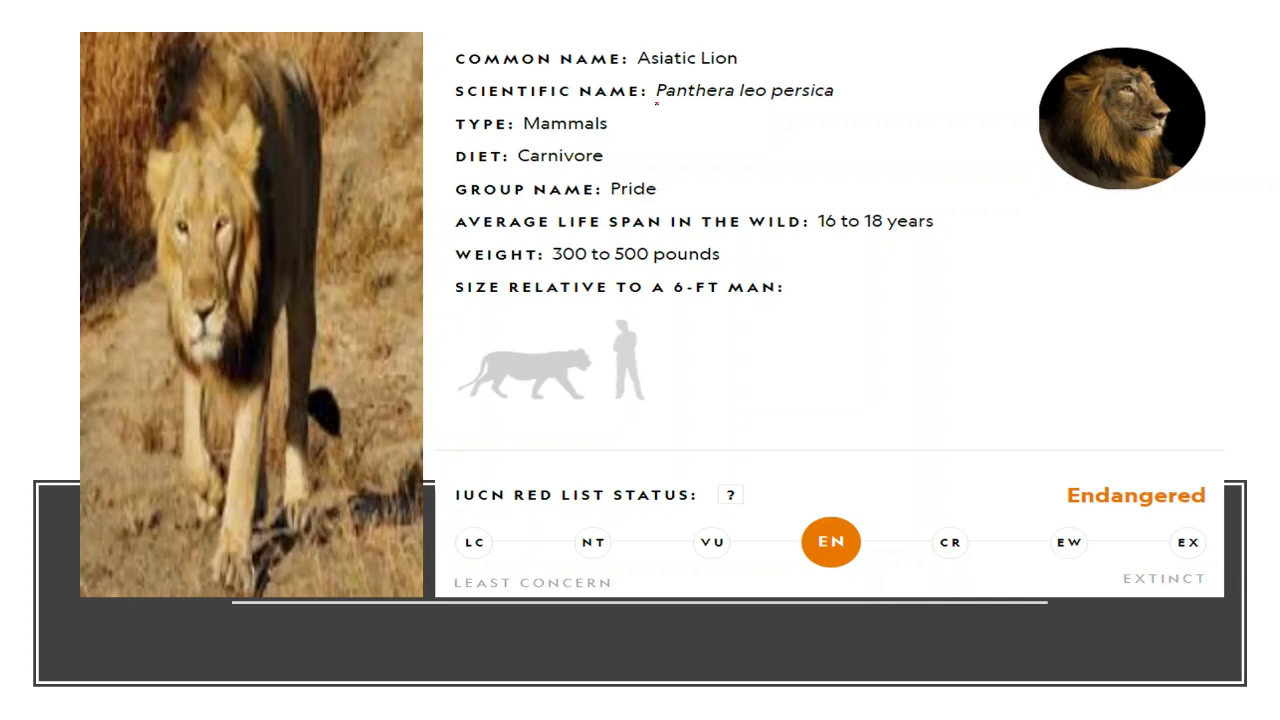 COMMON NAME: Asiatic Lion
SCIENTIFIC NAME: Panthera leo persica
TYPE: Mammals
DIET: Carnivore
GROUP NAME: Pride
AVERAGE LIFE SPAN IN THE WILD: 16 to 18 years
WEIGHT: 300 to 500 pounds
SIZE RELATIVE TO A 6-FT MAN:
IUCN RED LIST STATUS: ? Endangered
LC NT VU EN CR EW EX
LEAST CONCERN EXTINCT